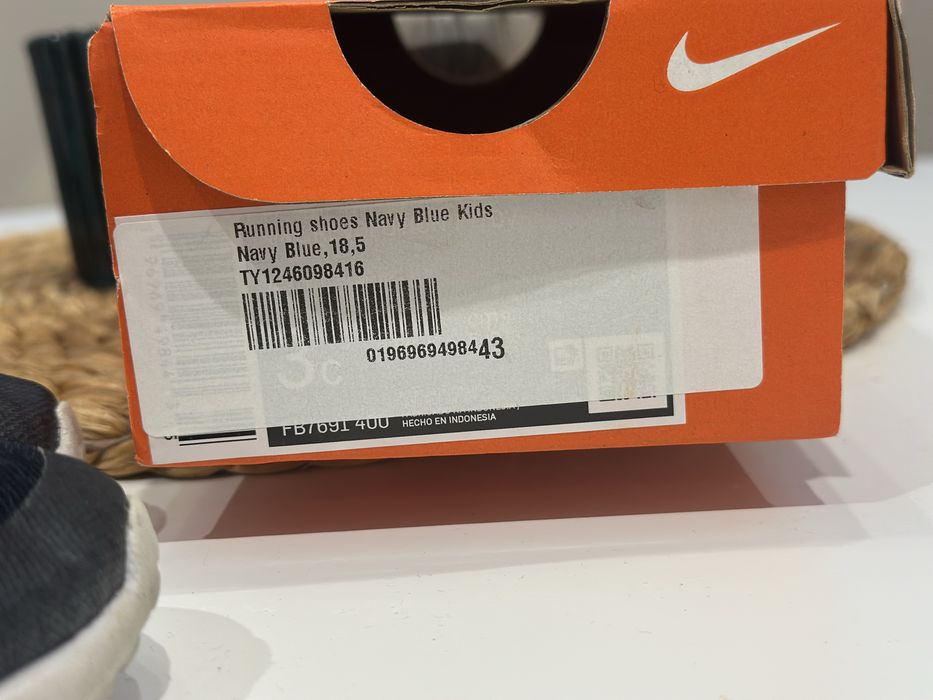 Running shoes Navy Blue Kids
Navy Blue,18,5
TY1246098416
0196969498443
3C
FB7691 400
HECHO EN INDONESIA